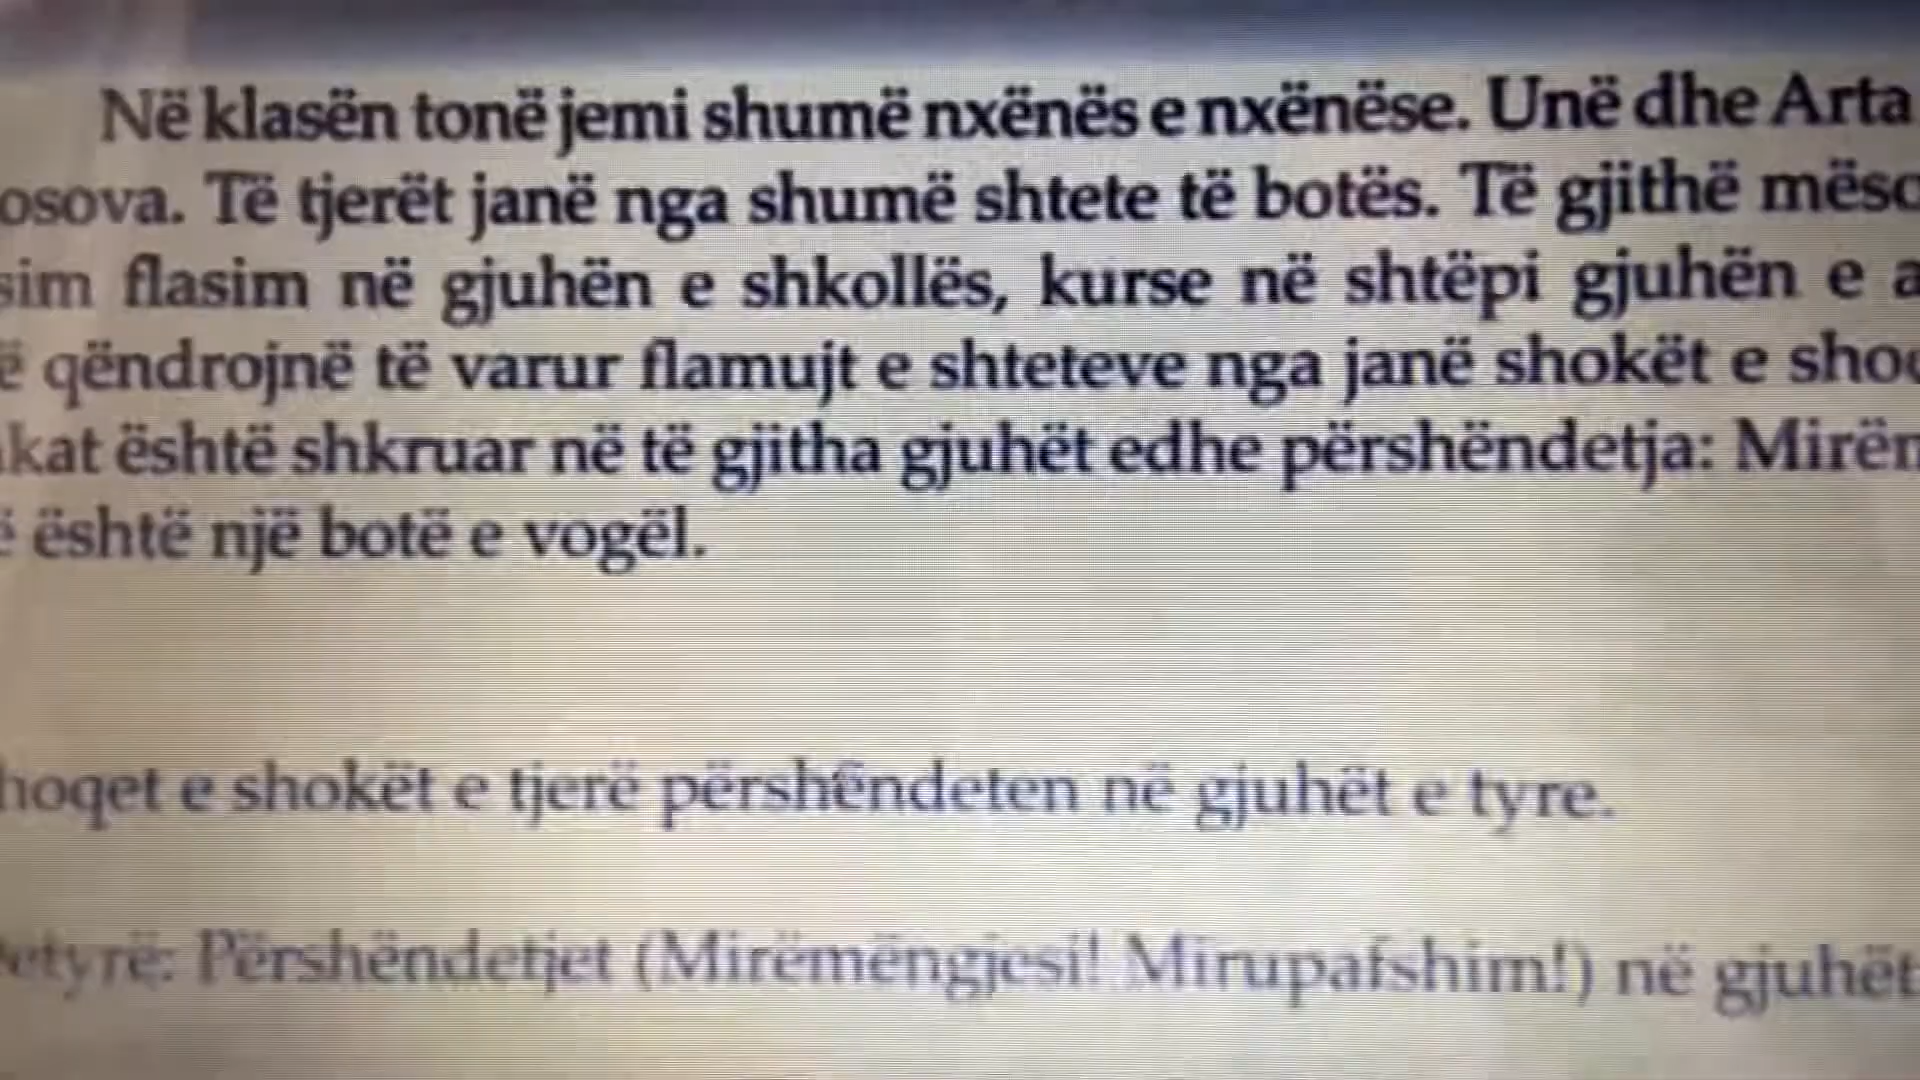 Në klasën tonë jemi shumë nxënës e nxënëse. Unë dhe Arta
osova. Të tjerët janë nga shumë shtete të botës. Të gjithë mëso
sim flasim në gjuhën e shkollës, kurse në shtëpi gjuhën e a
ë qëndrojnë të varur flamujt e shteteve nga janë shokët e shoq
kat është shkruar në të gjitha gjuhët edhe përshëndetja: Mirëm
ë është një botë e vogël.
hoqet e shokët e tjerë përshëndeten në gjuhët e tyre.
etyrë: Përshëndetjet (Mirëmëngjesi! Mirupafshim!) në gjuhët